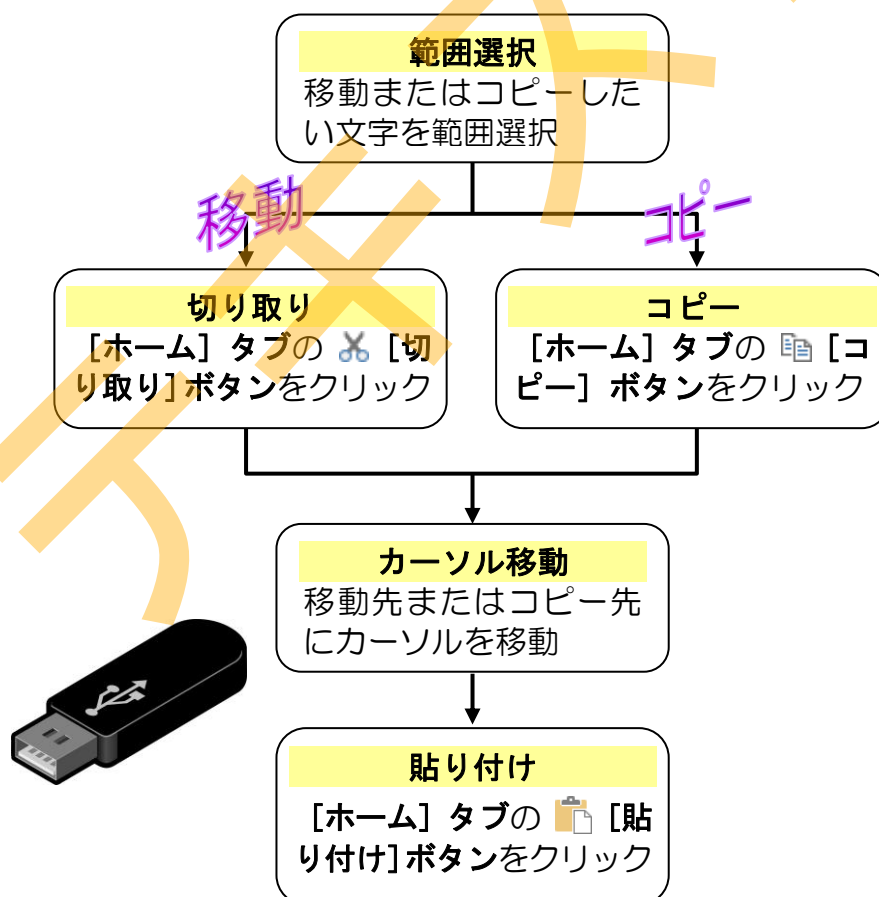 範囲選択
移動またはコピーした
い文字を範囲選択
移動
コピー
切り取り
[ホーム] タブの [切
り取り]ボタンをクリック
コピー
[ホーム] タブの [コ
ピー] ボタンをクリック
カーソル移動
移動先またはコピー先
にカーソルを移動
貼り付け
[ホーム] タブの [貼
り付け]ボタンをクリック